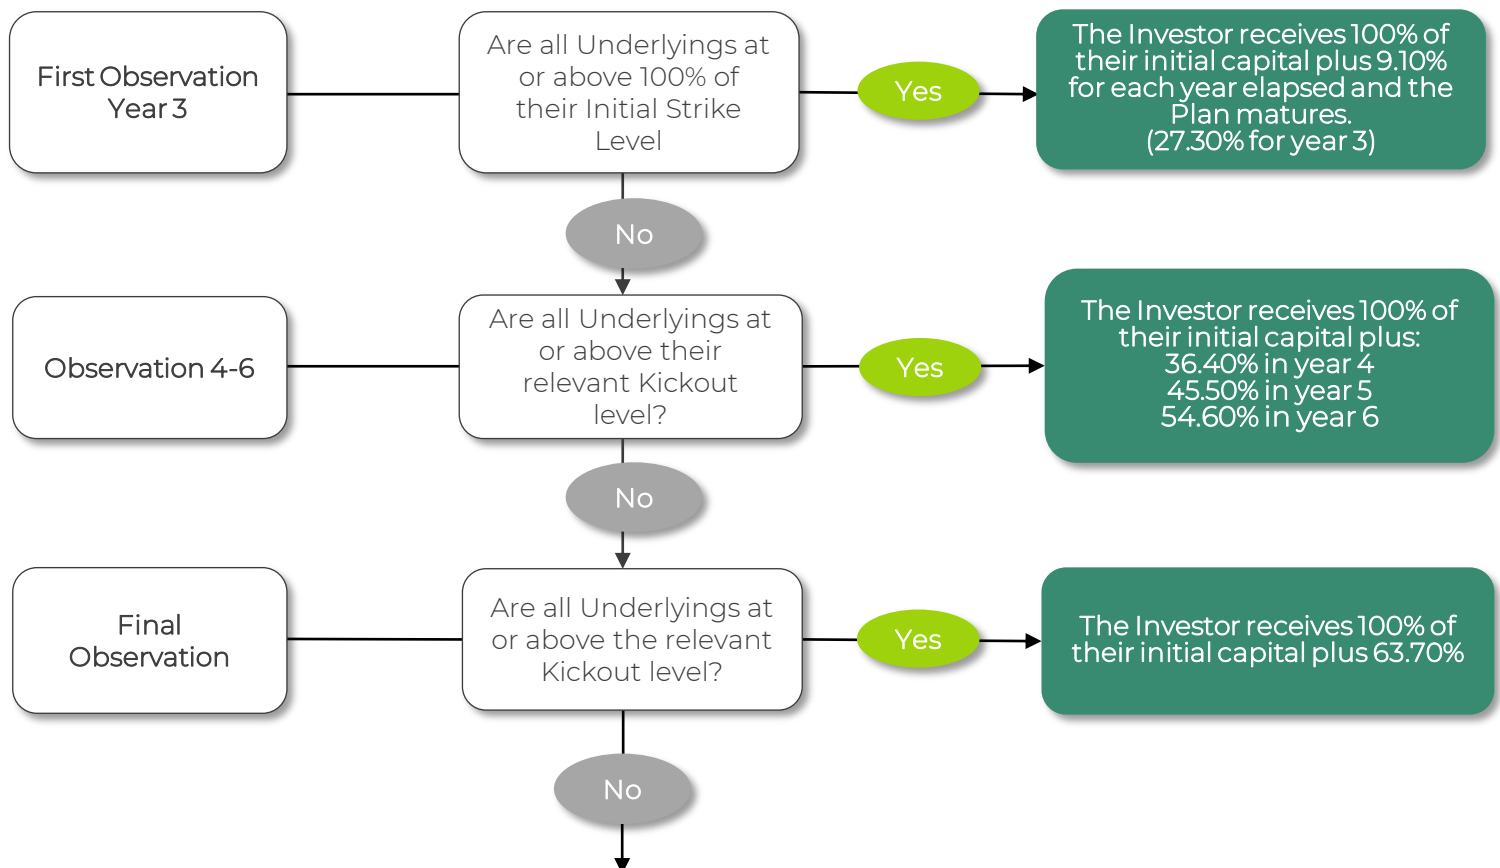 First Observation
Year 3
Are all Underlyings at
or above 100% of
their Initial Strike
Level
Yes
The Investor receives 100% of
their initial capital plus 9.10%
for each year elapsed and the
Plan matures.
(27.30% for year 3)
No
Observation 4-6
Are all Underlyings at
or above their
relevant Kickout
level?
Yes
The Investor receives 100% of
their initial capital plus:
36.40% in year 4
45.50% in year 5
54.60% in year 6
No
Final
Observation
Are all Underlyings at
or above the relevant
Kickout level?
Yes
The Investor receives 100% of
their initial capital plus 63.70%
No